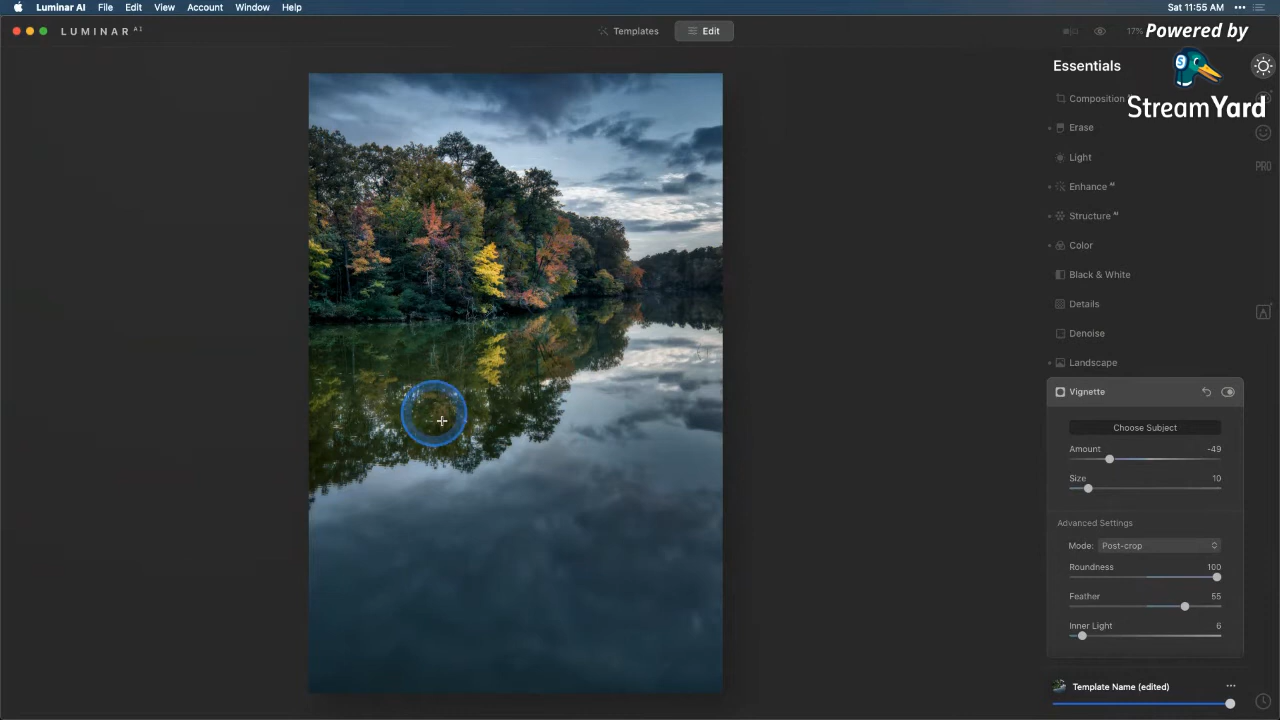 Luminar AI File Edit View Account Window Help
Sat 11:55 AM
LUMINAR AI
Templates
Edit
17%
Powered by
StreamYard
Essentials
Composition
Erase
Light
Enhance AI
Structure AI
Color
Black & White
Details
Denoise
Landscape
Vignette
Choose Subject
Amount -49
Size 10
Advanced Settings
Mode: Post-crop
Roundness 100
Feather 55
Inner Light 6
Template Name (edited)
PRO